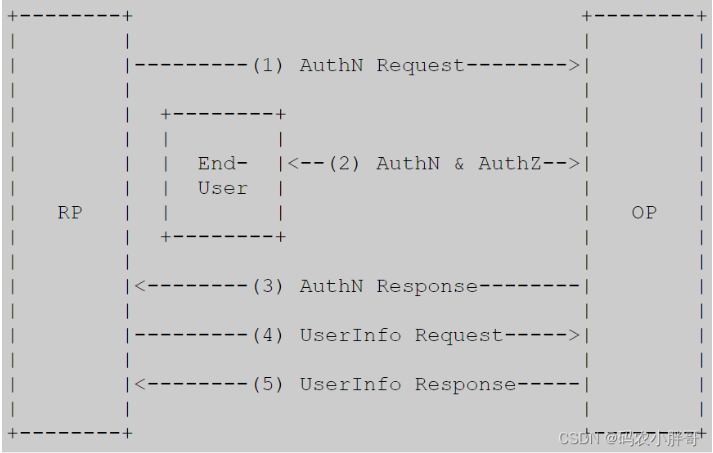 (1) AuthN Request
End-
<--(2) AuthN & AuthZ-->
User
RP
OP
(3) AuthN Response
(4) UserInfo Request
(5) UserInfo Response
CSDN @码农小胖哥